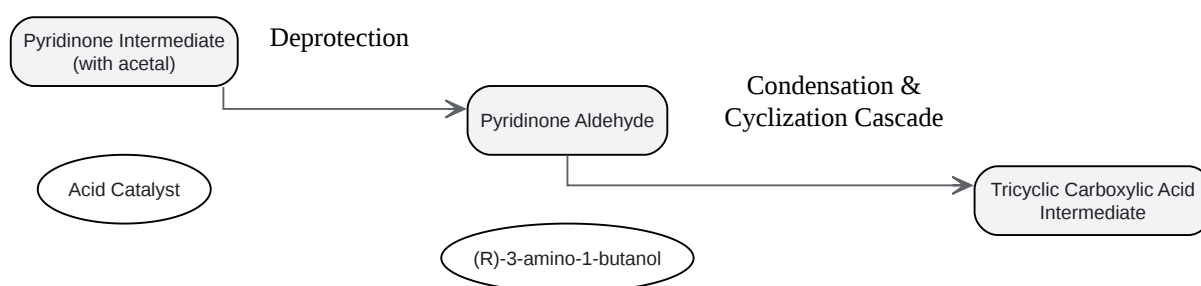 Pyridinone Intermediate
(with acetal)
Deprotection
Pyridinone Aldehyde
Condensation &
Cyclization Cascade
Acid Catalyst
Tricyclic Carboxylic Acid
Intermediate
(R)-3-amino-1-butanol